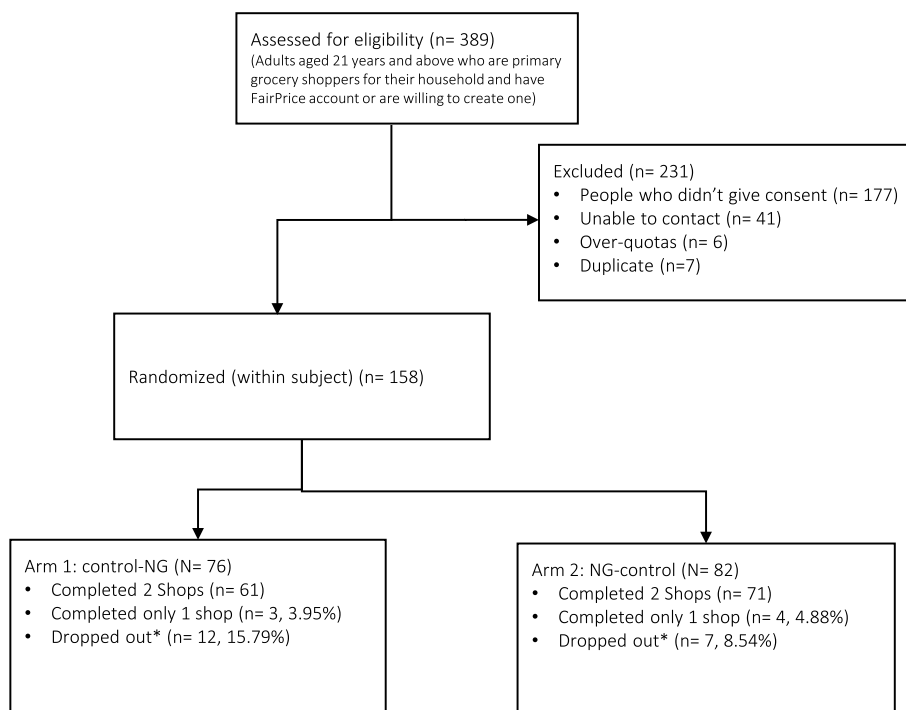 Assessed for eligibility (n= 389)
(Adults aged 21 years and above who are primary
grocery shoppers for their household and have
FairPrice account or are willing to create one)
Excluded (n= 231)
• People who didn’t give consent (n= 177)
• Unable to contact (n= 41)
• Over-quotas (n= 6)
• Duplicate (n=7)
Randomized (within subject) (n= 158)
Arm 1: control-NG (N= 76)
• Completed 2 Shops (n= 61)
• Completed only 1 shop (n= 3, 3.95%)
• Dropped out* (n= 12, 15.79%)
Arm 2: NG-control (N= 82)
• Completed 2 Shops (n= 71)
• Completed only 1 shop (n= 4, 4.88%)
• Dropped out* (n= 7, 8.54%)